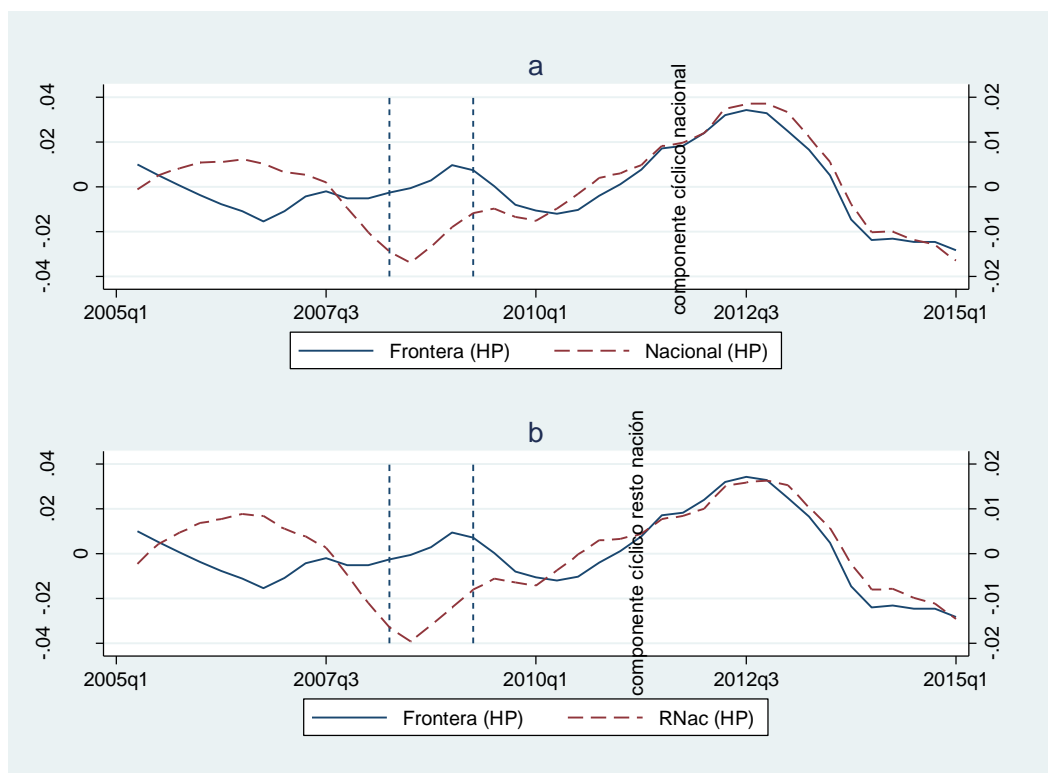 a
componente cíclico nacional
.04
.02
0
-.02
-.04
.02
.01
0
-.01
-.02
2005q1 2007q3 2010q1 2012q3 2015q1
Frontera (HP) Nacional (HP)
b
componente cíclico resto nación
.04
.02
0
-.02
-.04
.02
.01
0
-.01
-.02
2005q1 2007q3 2010q1 2012q3 2015q1
Frontera (HP) RNac (HP)